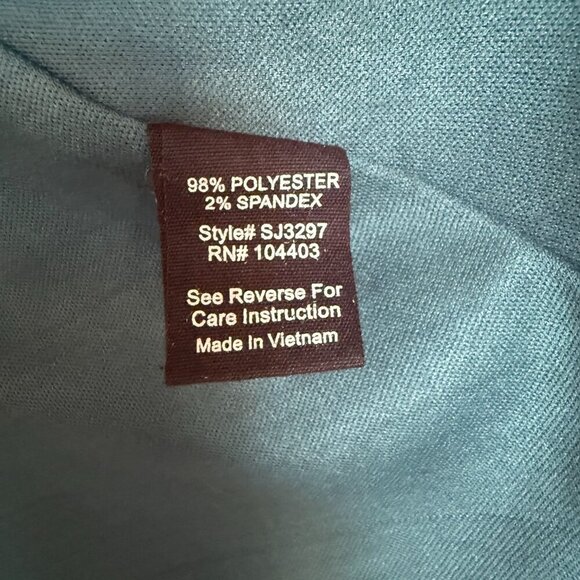 98% POLYESTER
2% SPANDEX
Style# SJ3297
RN# 104403
See Reverse For
Care Instruction
Made In Vietnam